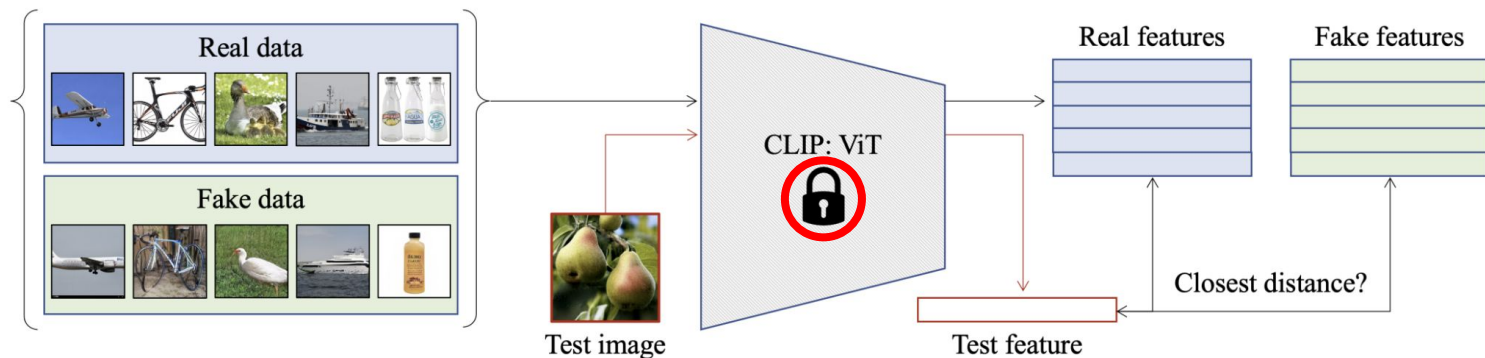 Real data
Fake data
Test image
CLIP: ViT
Real features
Fake features
Closest distance?
Test feature